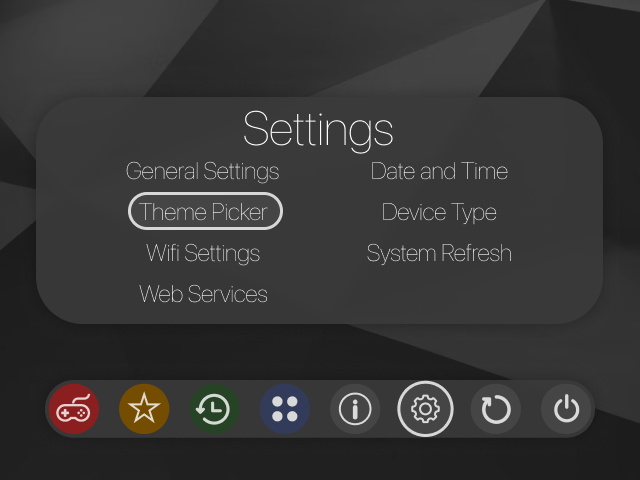 Settings
General Settings
Date and Time
Theme Picker
Device Type
Wifi Settings
System Refresh
Web Services